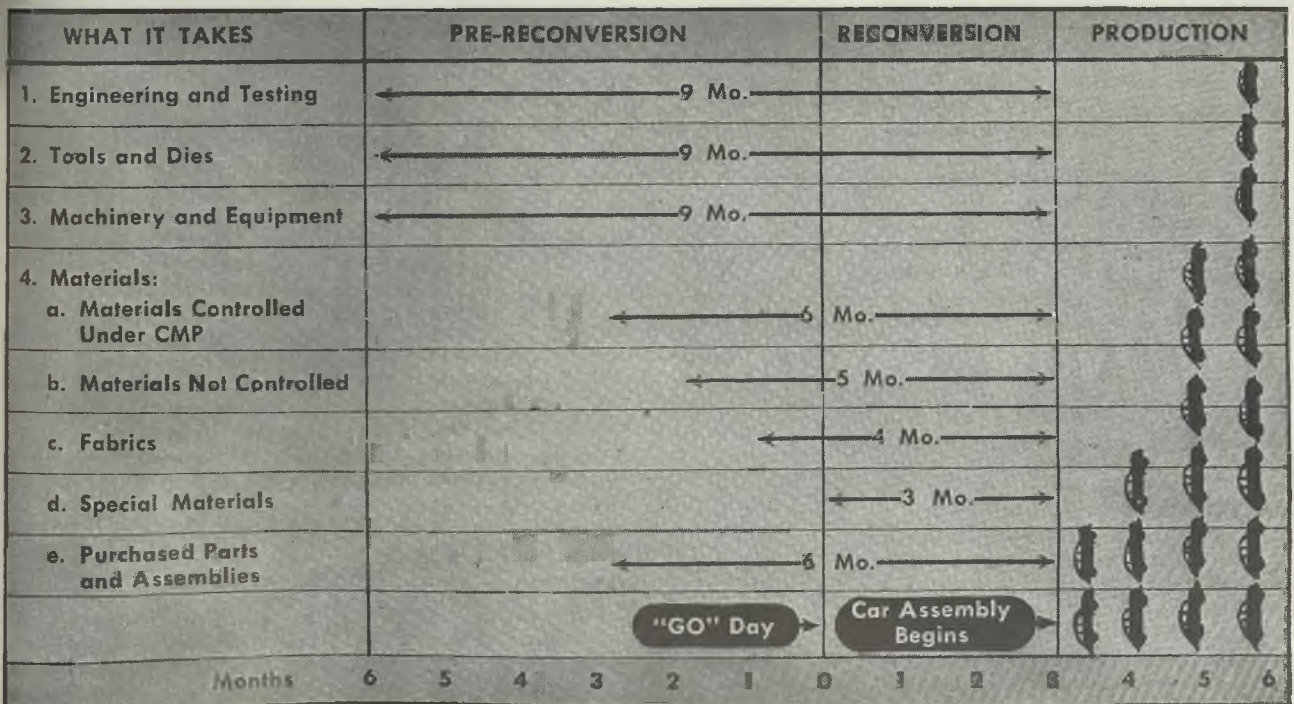 WHAT IT TAKES PRE-RECONVERSION RECONVERSION PRODUCTION
1. Engineering and Testing 9 Mo.
2. Tools and Dies 9 Mo.
3. Machinery and Equipment 9 Mo.
4. Materials:
a. Materials Controlled
Under CMP 6 Mo.
b. Materials Not Controlled 5 Mo.
c. Fabrics 4 Mo.
d. Special Materials 3 Mo.
e. Purchased Parts
and Assemblies 6 Mo.
"GO" Day Car Assembly
Begins
Months 6 5 4 3 2 1 0 1 2 3 4 5 6